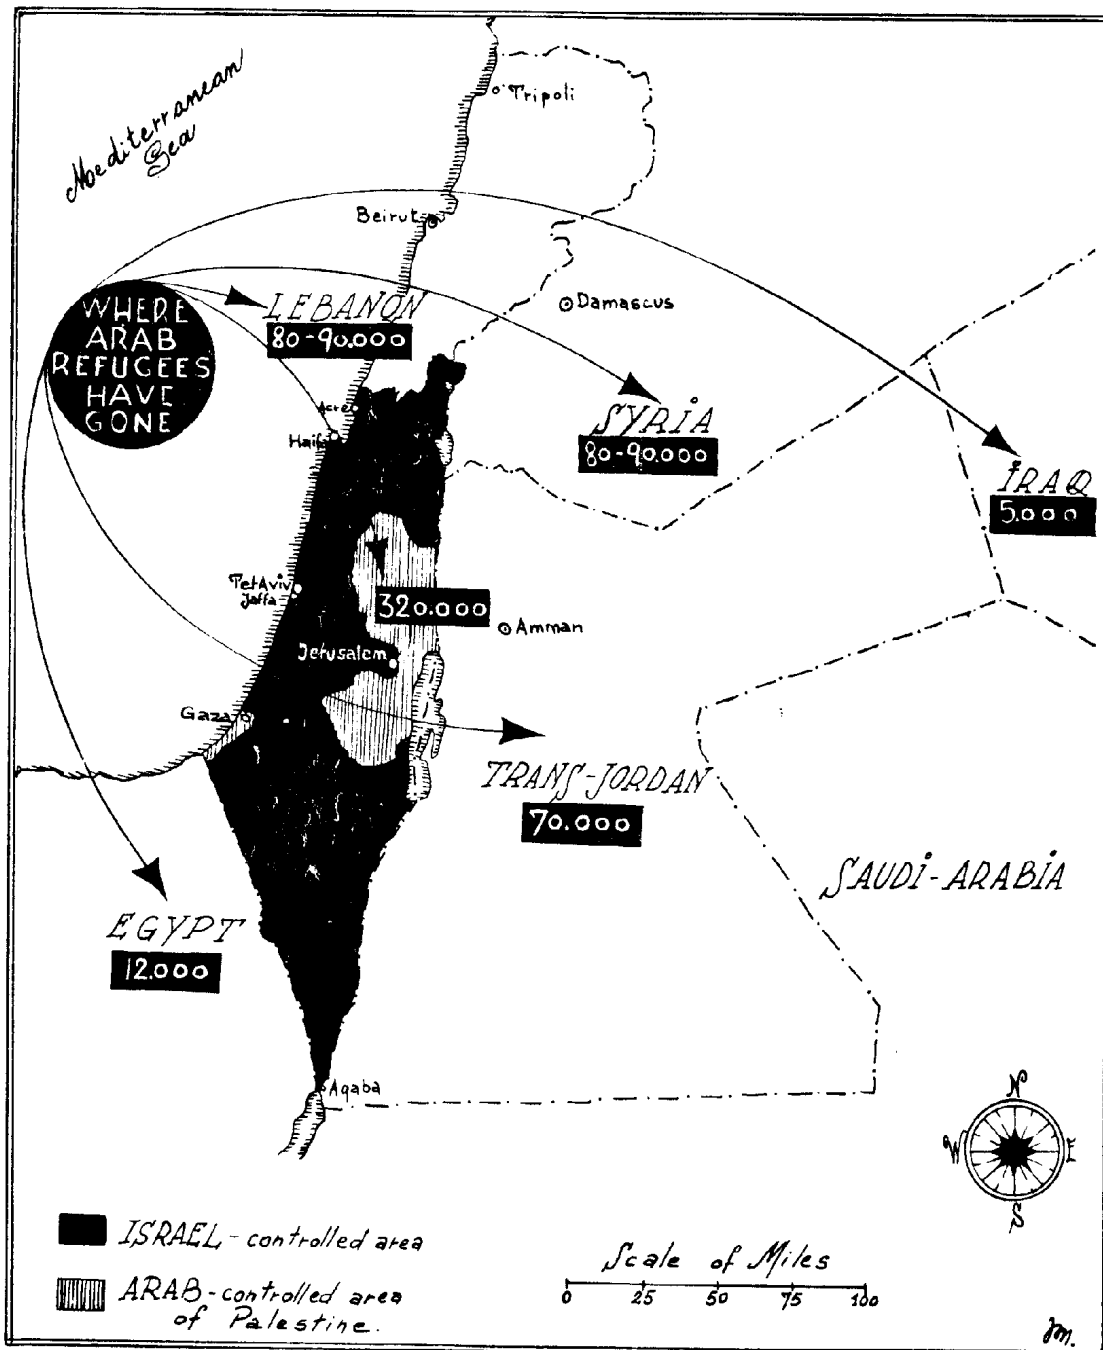 Mediterranean
Sea
Tripoli
Beirut
Damascus
WHERE
ARAB
REFUGEES
HAVE
GONE
LEBANON
80-90.000
SYRIA
80-90.000
IRAQ
5.000
Acre
Haifa
Tel Aviv
Jaffa
320.000
Amman
Jerusalem
Gaza
TRANS-JORDAN
70.000
SAUDI-ARABIA
EGYPT
12.000
Aqaba
N
W
E
S
ISRAEL-controlled area
ARAB-controlled area
of Palestine.
Scale of Miles
0 25 50 75 100